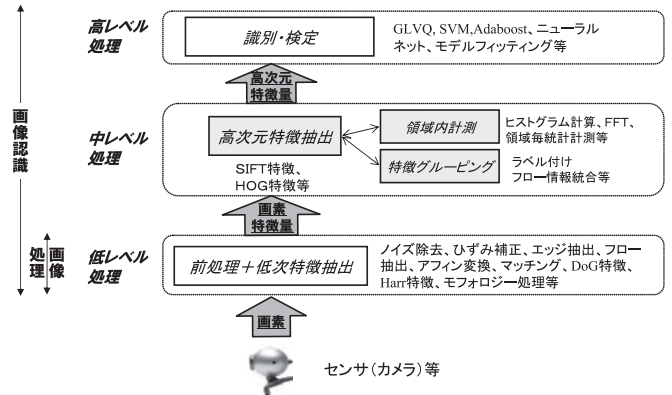 高レベル
処理
識別・検定
GLVQ, SVM,Adaboost、ニューラル
ネット、モデルフィッティング等
高次元
特徴量
画像認識
中レベル
処理
高次元特徴抽出
SIFT特徴、
HOG特徴等
領域内計測
ヒストグラム計算、FFT、
領域毎統計計測等
特徴グルーピング
ラベル付け
フロー情報統合等
画素
特徴量
画像
処理
低レベル
処理
前処理＋低次特徴抽出
ノイズ除去、ひずみ補正、エッジ抽出、フロー
抽出、アフィン変換、マッチング、DoG特徴、
Harr特徴、モフォロジー処理等
画素
センサ（カメラ）等